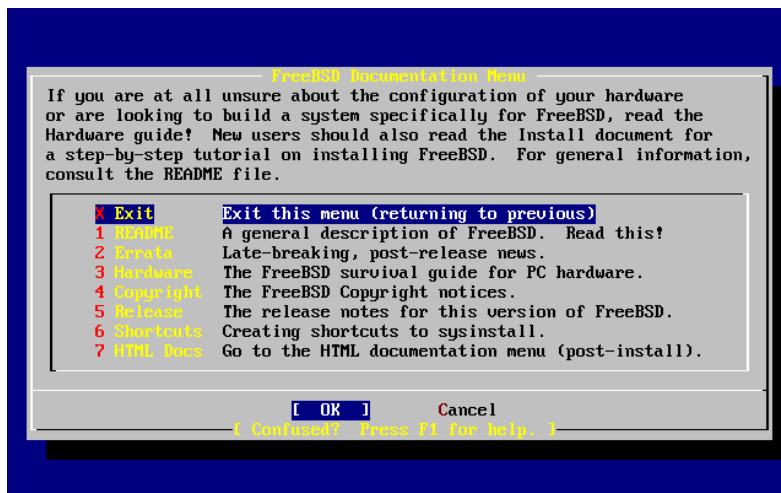 FreeBSD Documentation Menu
If you are at all unsure about the configuration of your hardware
or are looking to build a system specifically for FreeBSD, read the
Hardware guide!  New users should also read the Install document for
a step-by-step tutorial on installing FreeBSD.  For general information,
consult the README file.
X Exit Exit this menu (returning to previous)
1 README A general description of FreeBSD.  Read this!
2 Errata Late-breaking, post-release news.
3 Hardware The FreeBSD survival guide for PC hardware.
4 Copyright The FreeBSD Copyright notices.
5 Release The release notes for this version of FreeBSD.
6 Shortcuts Creating shortcuts to sysinstall.
7 HTML Docs Go to the HTML documentation menu (post-install).
[ OK ] Cancel
[ Confused?  Press F1 for help. ]